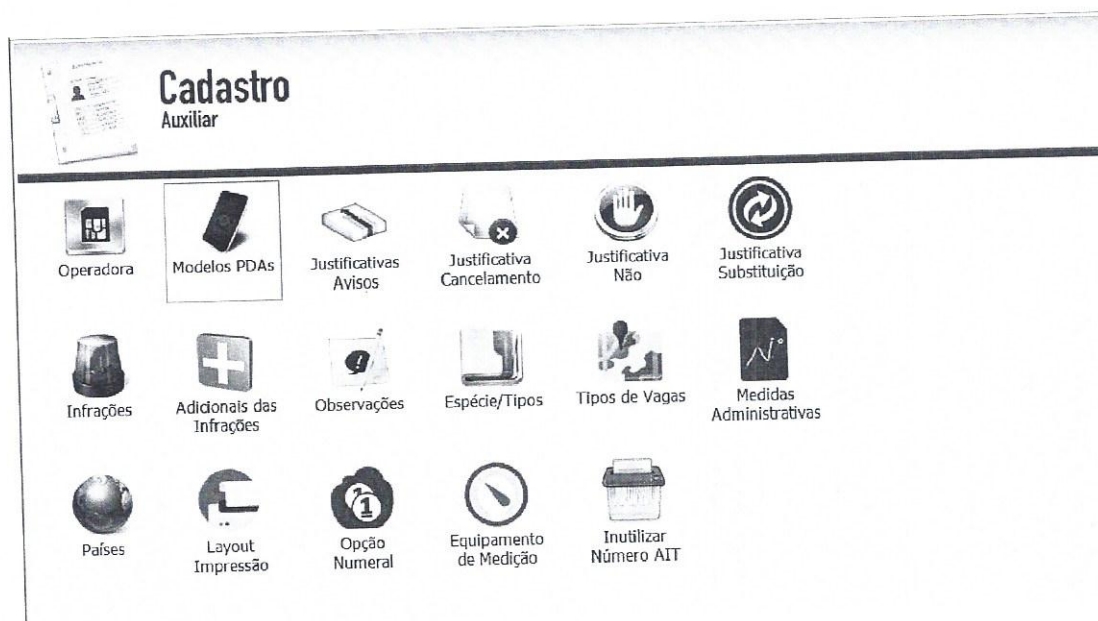 Cadastro
Auxiliar
Operadora
Modelos PDAs
Justificativas
Avisos
Justificativa
Cancelamento
Justificativa
Não
Justificativa
Substituição
Infrações
Adicionais das
Infrações
Observações
Espécie/Tipos
Tipos de Vagas
Medidas
Administrativas
Países
Layout
Impressão
1
Opção
Numeral
Equipamento
de Medição
Inutilizar
Número AIT